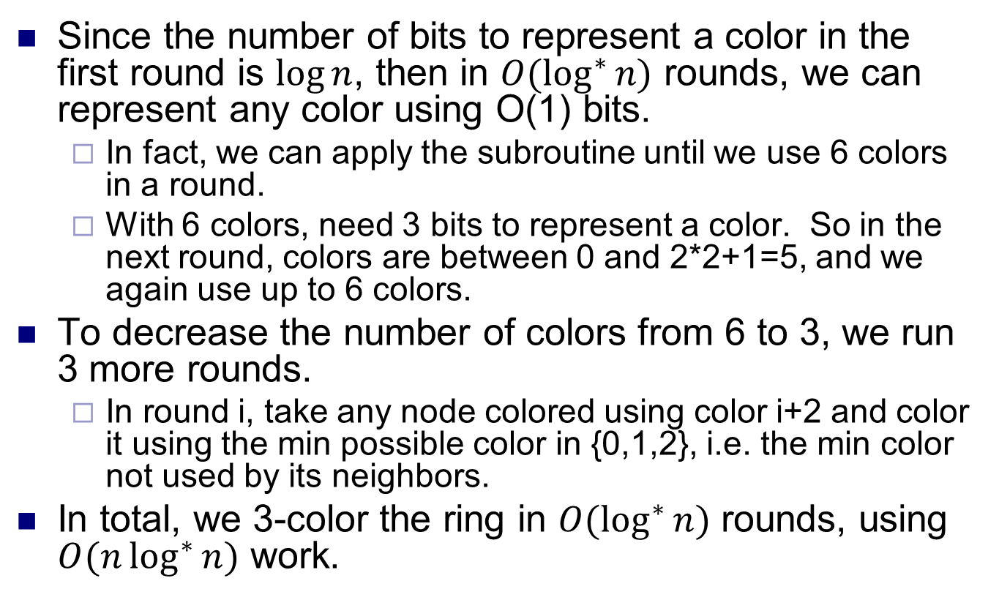 Since the number of bits to represent a color in the
first round is log n, then in O(log* n) rounds, we can
represent any color using O(1) bits.
In fact, we can apply the subroutine until we use 6 colors
in a round.
With 6 colors, need 3 bits to represent a color.  So in the
next round, colors are between 0 and 2*2+1=5, and we
again use up to 6 colors.
To decrease the number of colors from 6 to 3, we run
3 more rounds.
In round i, take any node colored using color i+2 and color
it using the min possible color in {0,1,2}, i.e. the min color
not used by its neighbors.
In total, we 3-color the ring in O(log* n) rounds, using
O(n log* n) work.